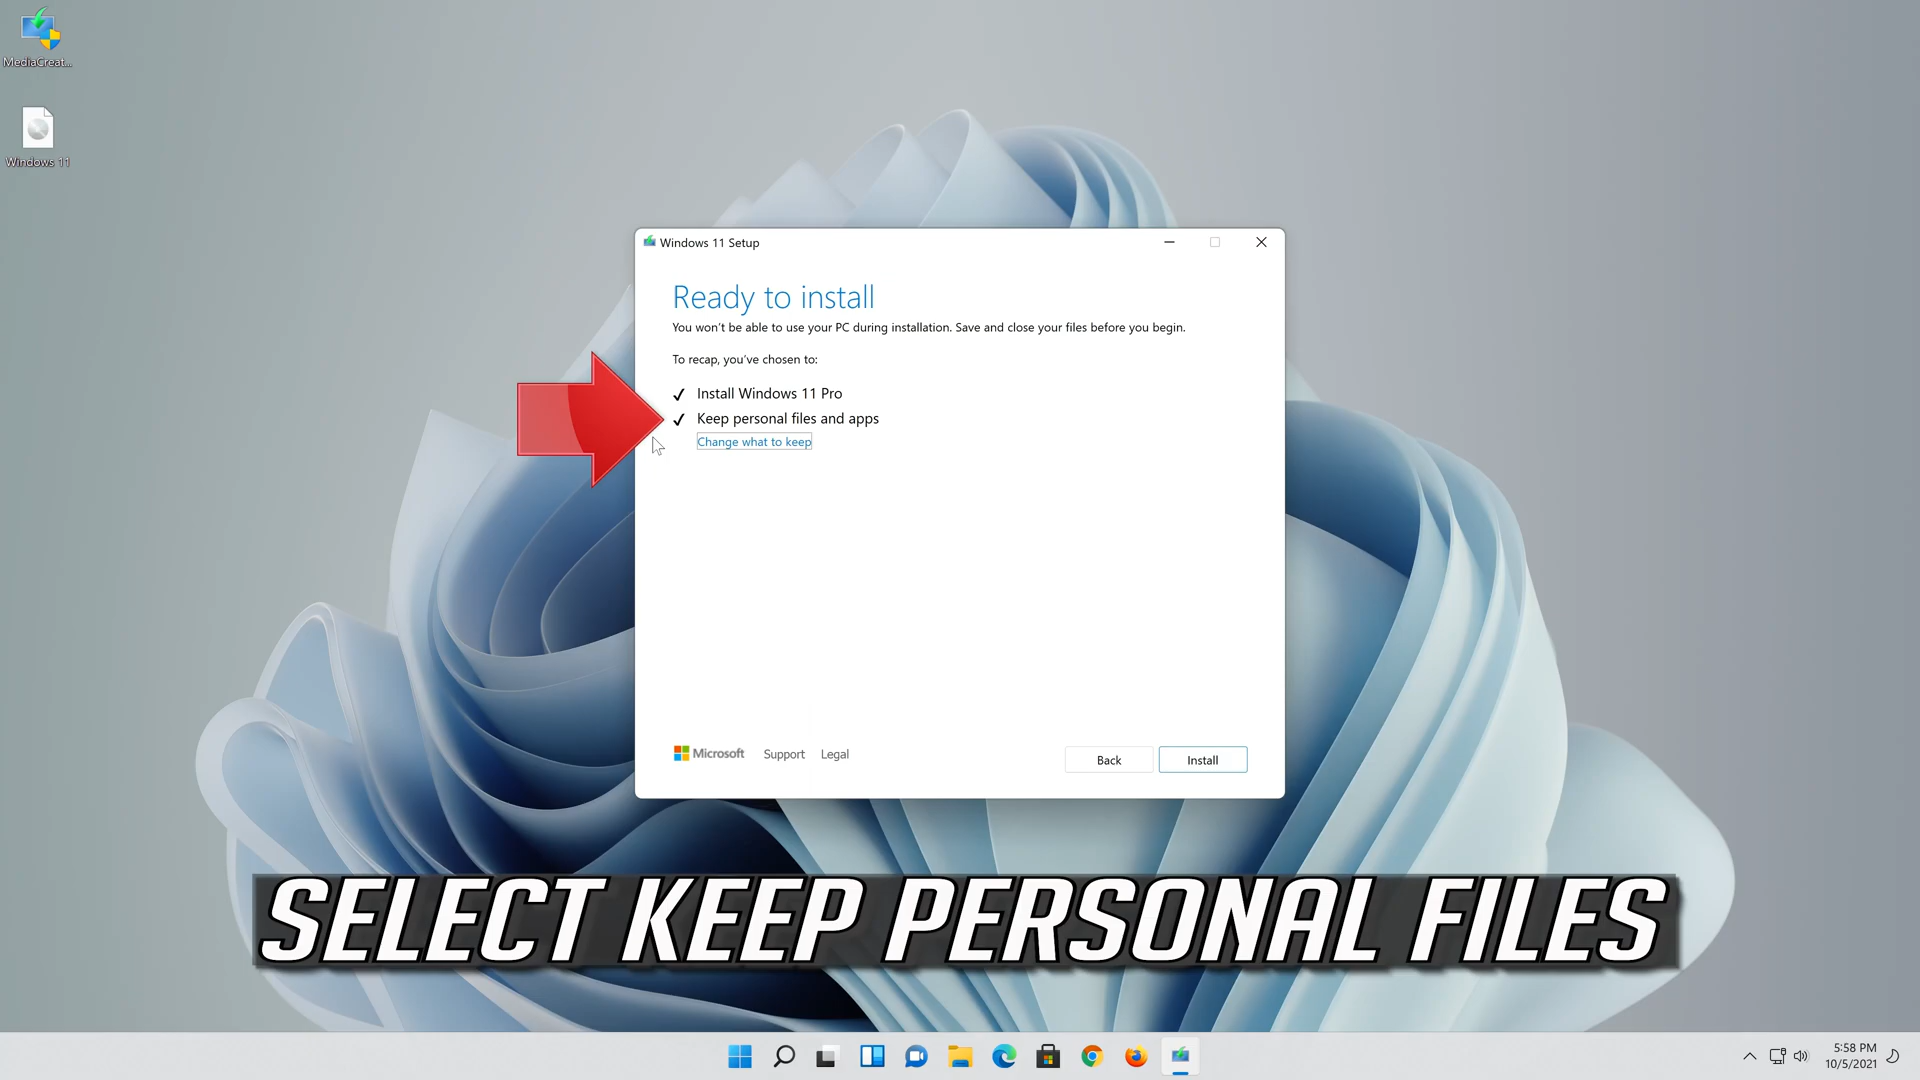 MediaCreat...
Windows 11
Windows 11 Setup
Ready to install
You won't be able to use your PC during installation. Save and close your files before you begin.
To recap, you've chosen to:
✓ Install Windows 11 Pro
✓ Keep personal files and apps
Change what to keep
Microsoft Support Legal
Back Install
SELECT KEEP PERSONAL FILES
5:58 PM
10/5/2021